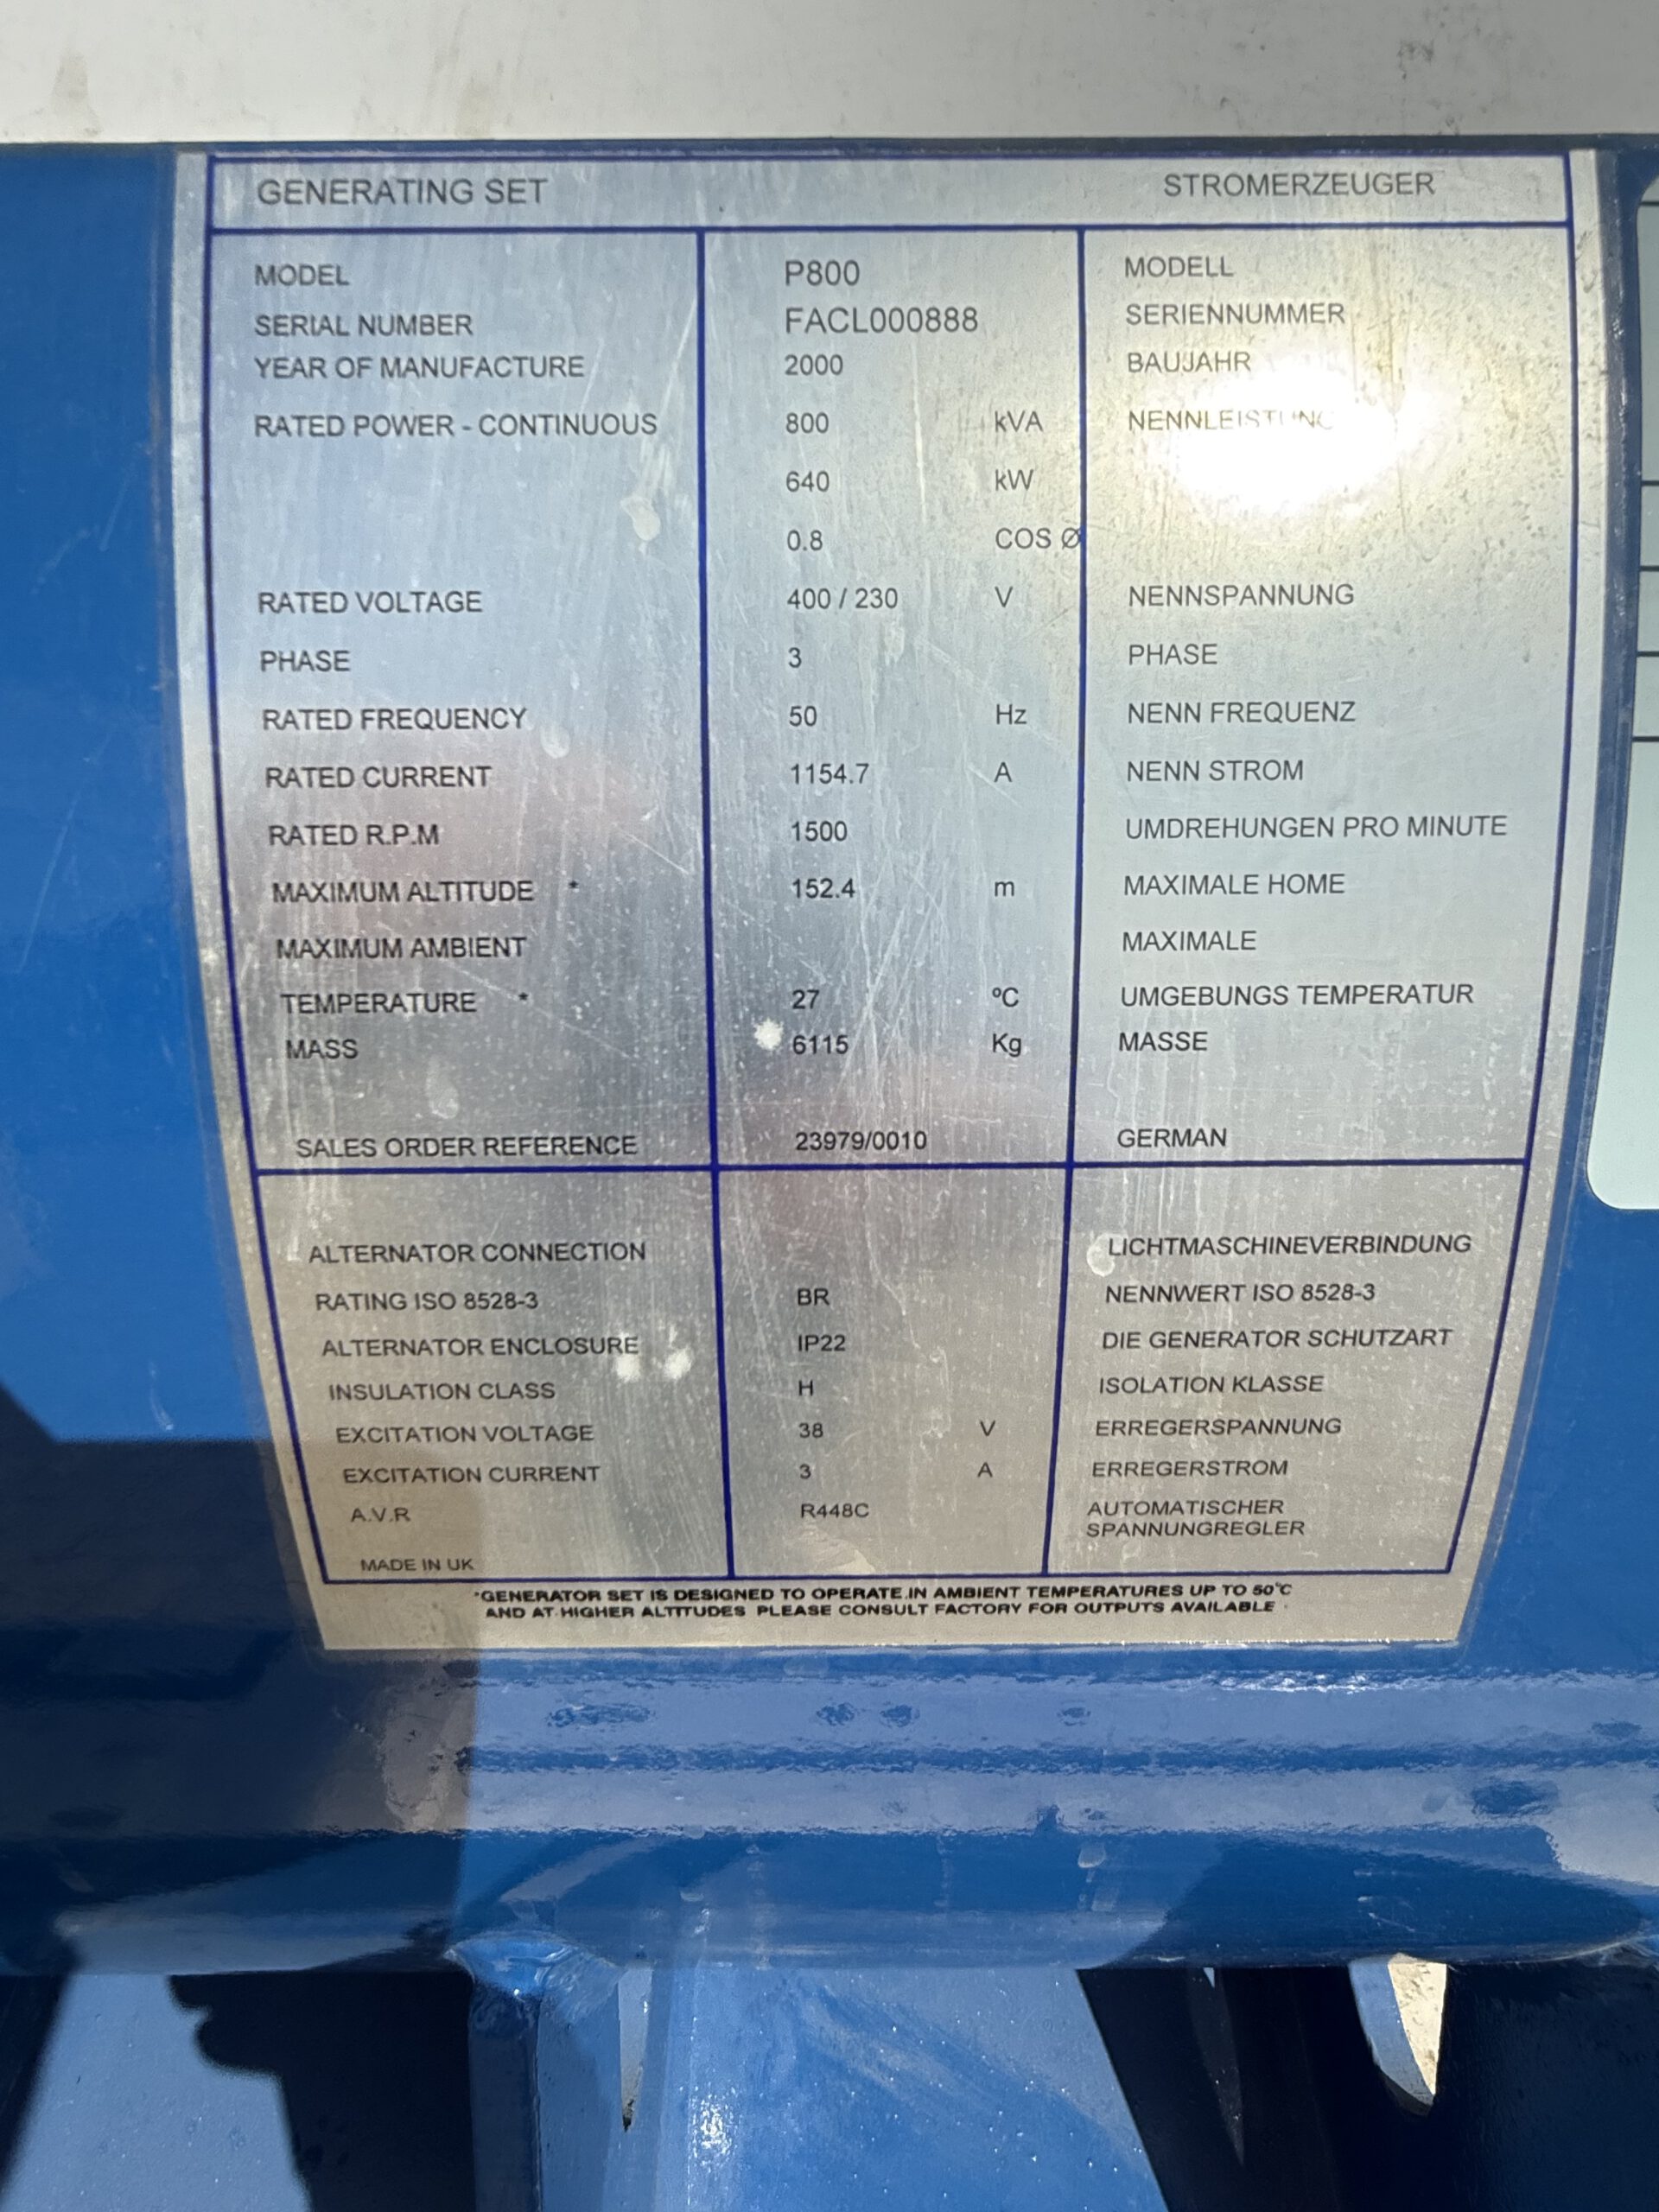 GENERATING SET STROMERZEUGER
MODEL P800 MODELL
SERIAL NUMBER FACL000888 SERIENNUMMER
YEAR OF MANUFACTURE 2000 BAUJAHR
RATED POWER - CONTINUOUS 800 kVA NENNLEISTUNG
640 kW
0.8 COS Ø
RATED VOLTAGE 400 / 230 V NENNSPANNUNG
PHASE 3 PHASE
RATED FREQUENCY 50 Hz NENN FREQUENZ
RATED CURRENT 1154.7 A NENN STROM
RATED R.P.M 1500 UMDREHUNGEN PRO MINUTE
MAXIMUM ALTITUDE * 152.4 m MAXIMALE HOME
MAXIMUM AMBIENT MAXIMALE
TEMPERATURE * 27 ºC UMGEBUNGS TEMPERATUR
MASS 6115 Kg MASSE
SALES ORDER REFERENCE 23979/0010 GERMAN
ALTERNATOR CONNECTION LICHTMASCHINEVERBINDUNG
RATING ISO 8528-3 BR NENNWERT ISO 8528-3
ALTERNATOR ENCLOSURE IP22 DIE GENERATOR SCHUTZART
INSULATION CLASS H ISOLATION KLASSE
EXCITATION VOLTAGE 38 V ERREGERSPANNUNG
EXCITATION CURRENT 3 A ERREGERSTROM
A.V.R R448C AUTOMATISCHER
SPANNUNGREGLER
MADE IN UK
*GENERATOR SET IS DESIGNED TO OPERATE IN AMBIENT TEMPERATURES UP TO 50°C
AND AT HIGHER ALTITUDES PLEASE CONSULT FACTORY FOR OUTPUTS AVAILABLE